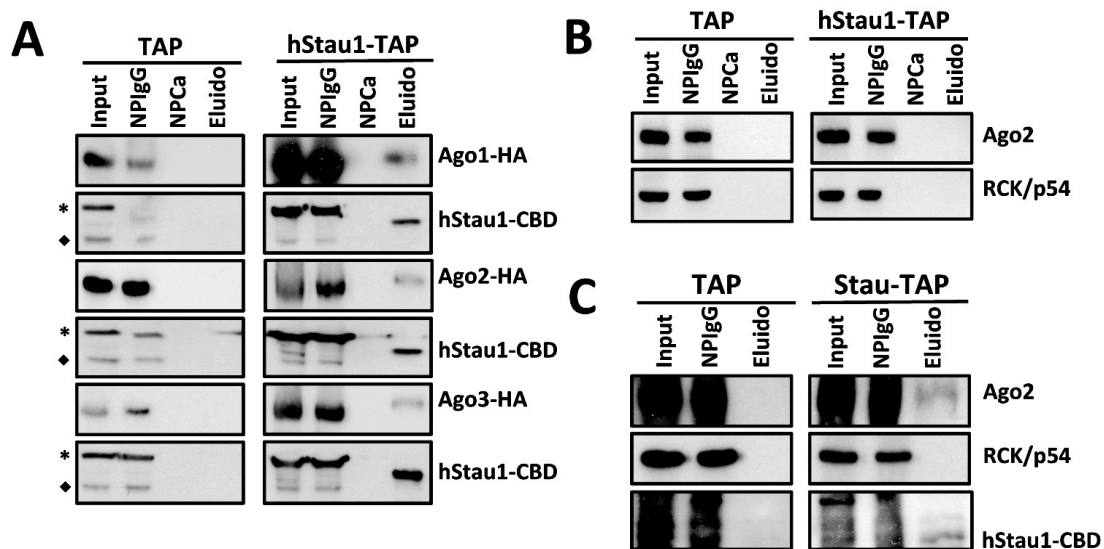 A
TAP
hStau1-TAP
Input NPIgG NPCa Eluido
Input NPIgG NPCa Eluido
Ago1-HA
* hStau1-CBD
◆
Ago2-HA
* hStau1-CBD
◆
Ago3-HA
* hStau1-CBD
◆
B
TAP
hStau1-TAP
Input NPIgG NPCa Eluido
Input NPIgG NPCa Eluido
Ago2
RCK/p54
C
TAP
Stau-TAP
Input NPIgG Eluido
Input NPIgG Eluido
Ago2
RCK/p54
hStau1-CBD